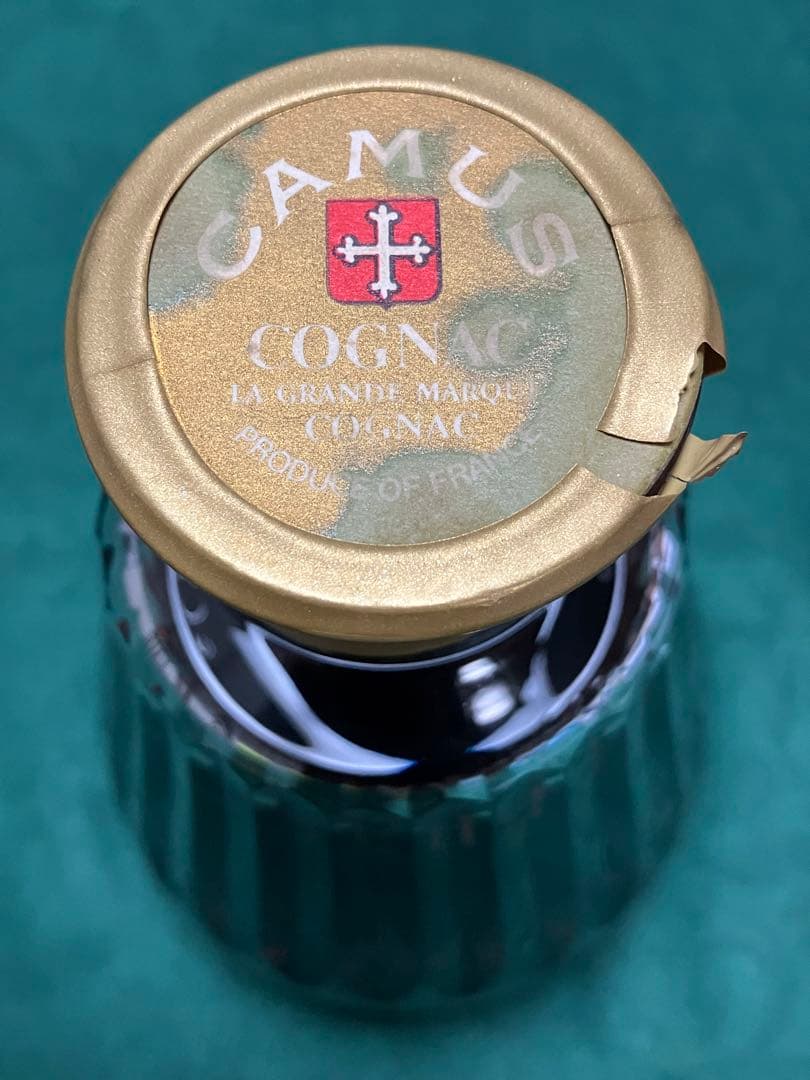 CAMUS
COGNAC
LA GRANDE MARQUE
COGNAC
PRODUCE OF FRANCE